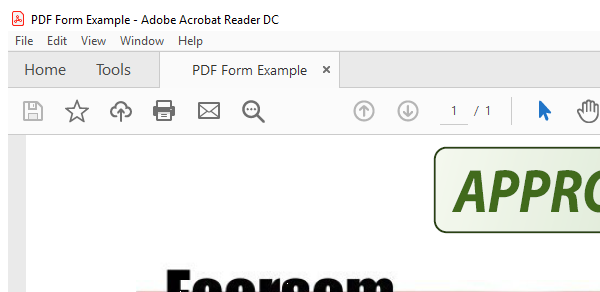 PDF Form Example - Adobe Acrobat Reader DC
File Edit View Window Help
Home Tools PDF Form Example ×
1 / 1
APPRO